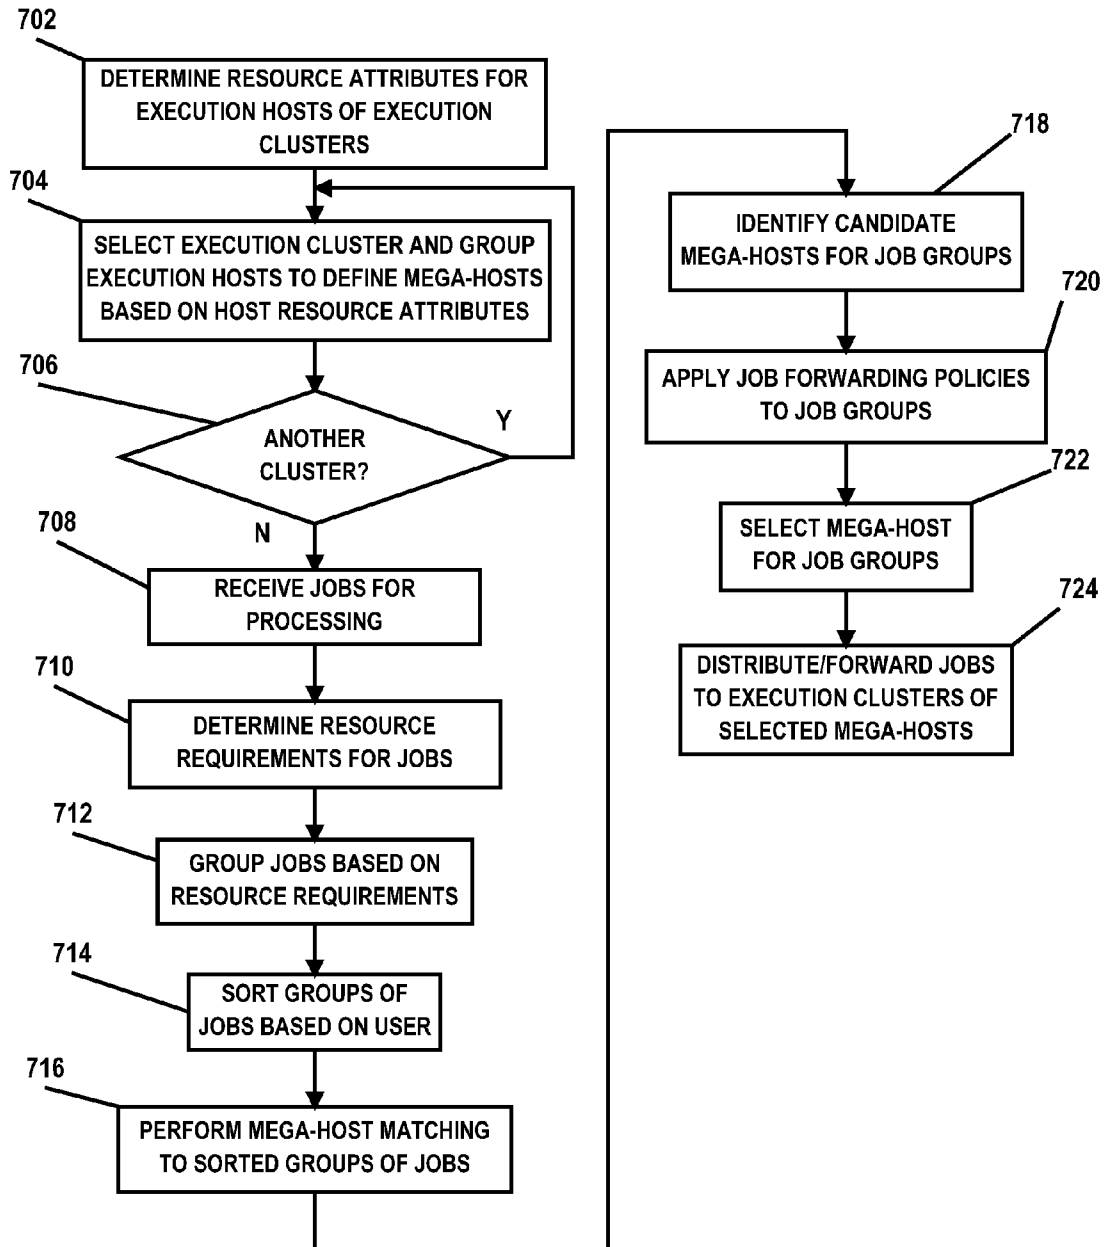 702
DETERMINE RESOURCE ATTRIBUTES FOR
EXECUTION HOSTS OF EXECUTION
CLUSTERS
704
SELECT EXECUTION CLUSTER AND GROUP
EXECUTION HOSTS TO DEFINE MEGA-HOSTS
BASED ON HOST RESOURCE ATTRIBUTES
706
ANOTHER
CLUSTER?
Y
N
708
RECEIVE JOBS FOR
PROCESSING
710
DETERMINE RESOURCE
REQUIREMENTS FOR JOBS
712
GROUP JOBS BASED ON
RESOURCE REQUIREMENTS
714
SORT GROUPS OF
JOBS BASED ON USER
716
PERFORM MEGA-HOST MATCHING
TO SORTED GROUPS OF JOBS
718
IDENTIFY CANDIDATE
MEGA-HOSTS FOR JOB GROUPS
720
APPLY JOB FORWARDING POLICIES
TO JOB GROUPS
722
SELECT MEGA-HOST
FOR JOB GROUPS
724
DISTRIBUTE/FORWARD JOBS
TO EXECUTION CLUSTERS OF
SELECTED MEGA-HOSTS